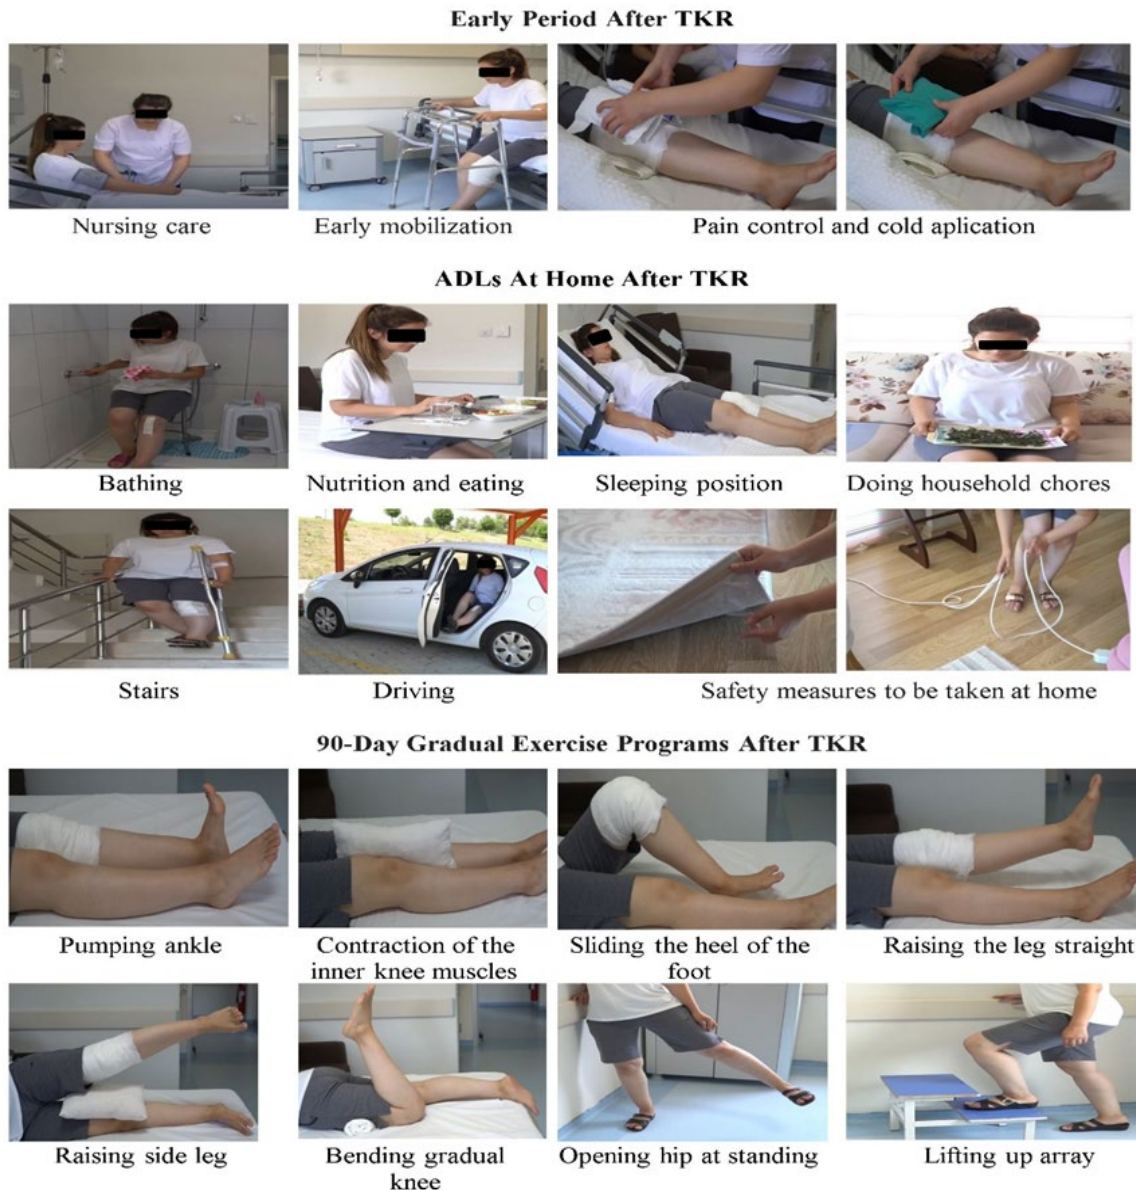 Early Period After TKR
Nursing care
Early mobilization
Pain control and cold aplication
ADLs At Home After TKR
Bathing
Nutrition and eating
Sleeping position
Doing household chores
Stairs
Driving
Safety measures to be taken at home
90-Day Gradual Exercise Programs After TKR
Pumping ankle
Contraction of the
inner knee muscles
Sliding the heel of the
foot
Raising the leg straight
Raising side leg
Bending gradual
knee
Opening hip at standing
Lifting up array